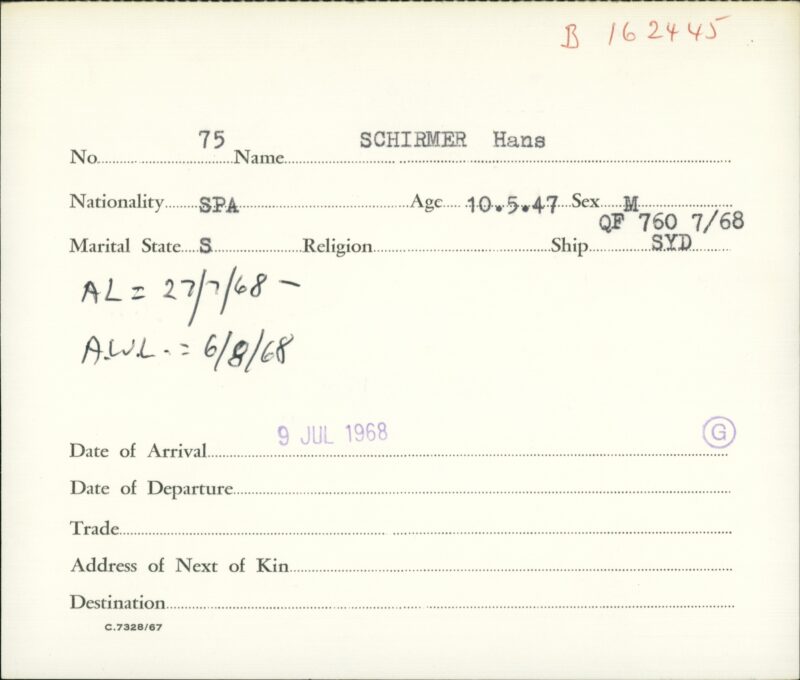 B 162445
No. 75 Name SCHIRMER Hans
Nationality SPA Age 10.5.47 Sex M
QF 760 7/68
Marital State S Religion Ship SYD
AL = 27/7/68 -
A.W.L. = 6/8/68
Date of Arrival 9 JUL 1968 G
Date of Departure
Trade
Address of Next of Kin
Destination
C.7328/67